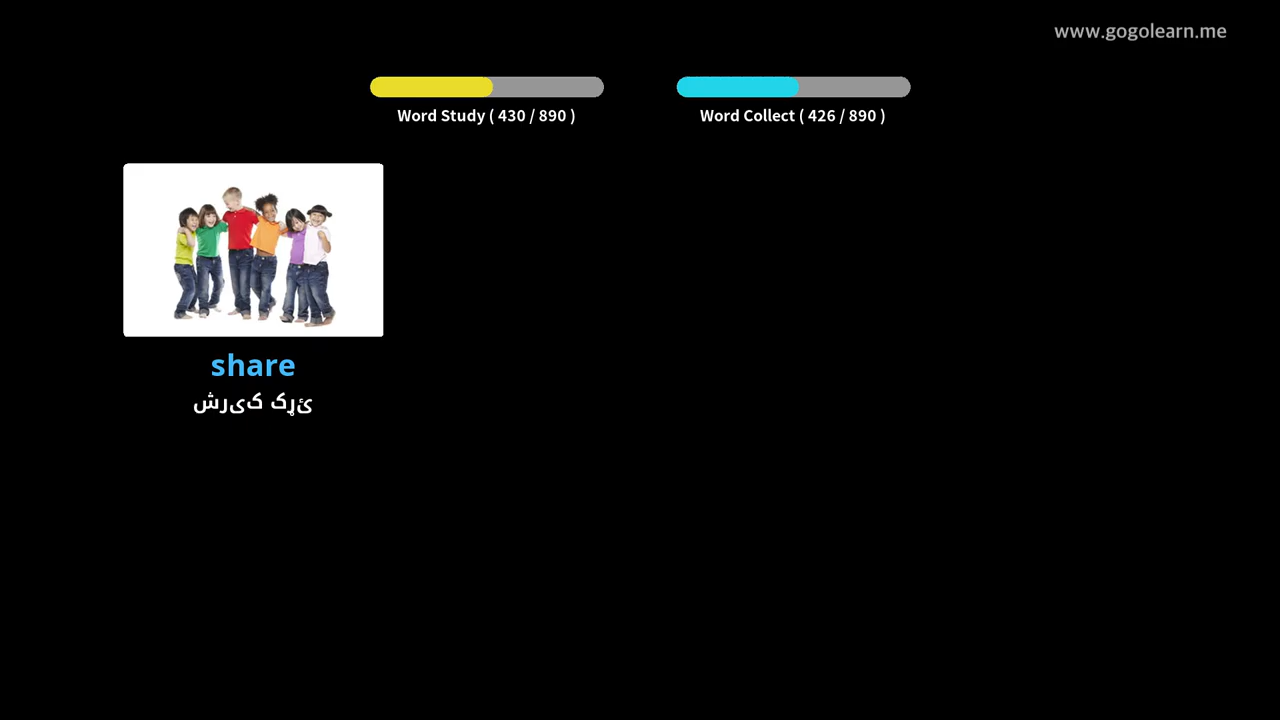 www.gogolearn.me
Word Study ( 430 / 890 )
Word Collect ( 426 / 890 )
share
شریک کړئ